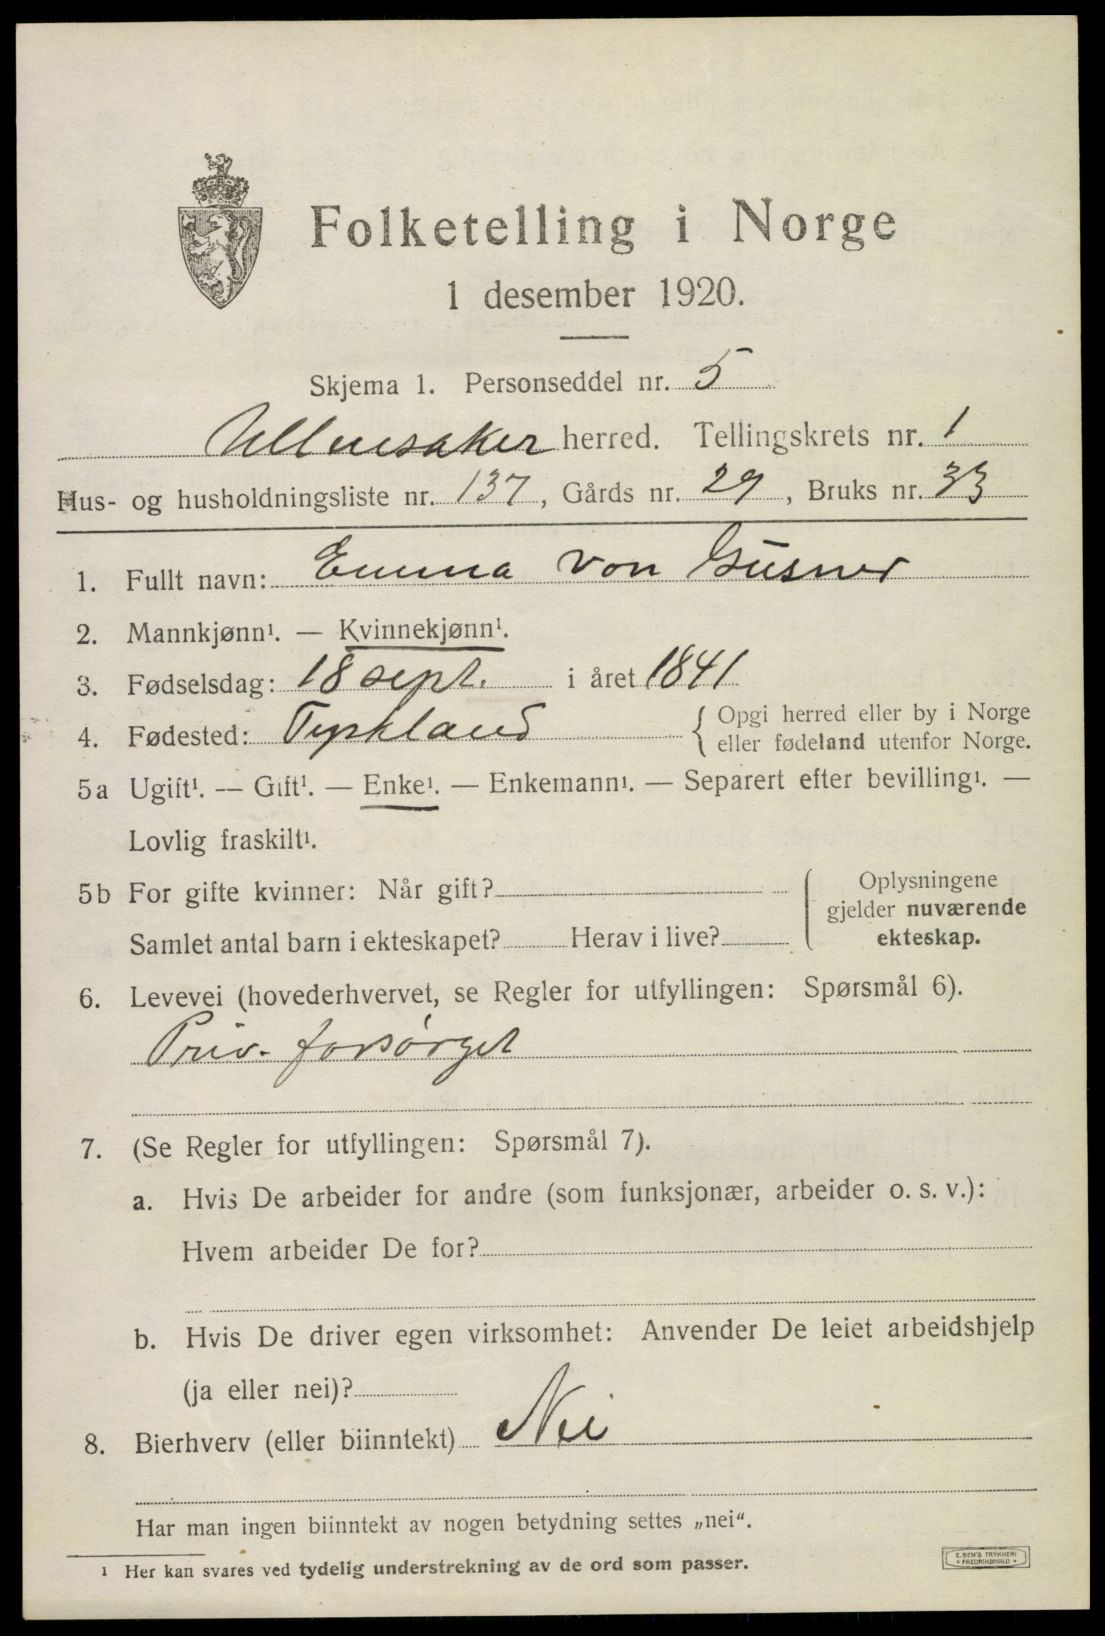 Folketelling i Norge
1 desember 1920.
Skjema 1. Personseddel nr. 5
Ullensaker herred. Tellingskrets nr. 1
Hus- og husholdningsliste nr. 137, Gårds nr. 29, Bruks nr. 33
1. Fullt navn: Emma von Güsner
2. Mannkjønn¹. — Kvinnekjønn¹.
3. Fødselsdag: 18 sept. i året 1841
4. Fødested: Tyskland { Opgi herred eller by i Norge
eller fødeland utenfor Norge.
5a Ugift¹. — Gift¹. — Enke¹. — Enkemann¹. — Separert efter bevilling¹. —
Lovlig fraskilt¹.
5b For gifte kvinner: Når gift?
Samlet antal barn i ekteskapet? Herav i live?
{ Oplysningene
gjelder nuværende
ekteskap.
6. Levevei (hovederhvervet, se Regler for utfyllingen: Spørsmål 6).
Priv. forsørget
7. (Se Regler for utfyllingen: Spørsmål 7).
a. Hvis De arbeider for andre (som funksjonær, arbeider o. s. v.):
Hvem arbeider De for?
b. Hvis De driver egen virksomhet: Anvender De leiet arbeidshjelp
(ja eller nei)?
8. Bierhverv (eller biinntekt) Nei
Har man ingen biinntekt av nogen betydning settes „nei“.
¹ Her kan svares ved tydelig understrekning av de ord som passer.
E. SEM'S TRYKKERI
• FREDRIKSHALD •